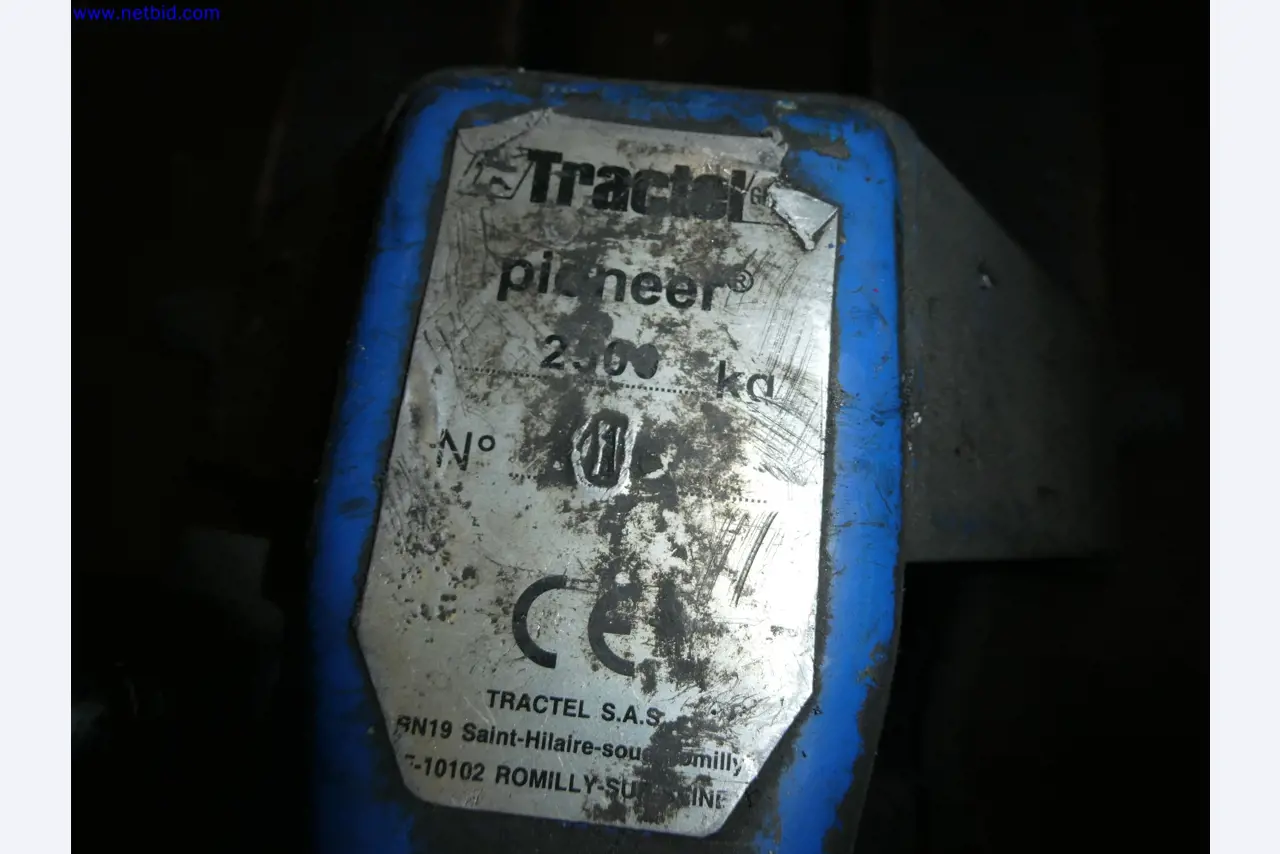 www.netbid.com
Tractel
pioneer®
kg
N°
CE
TRACTEL S.A.S.
RN19 Saint-Hilaire-sous-Romilly
F-10102 ROMILLY-SUR-SEINE